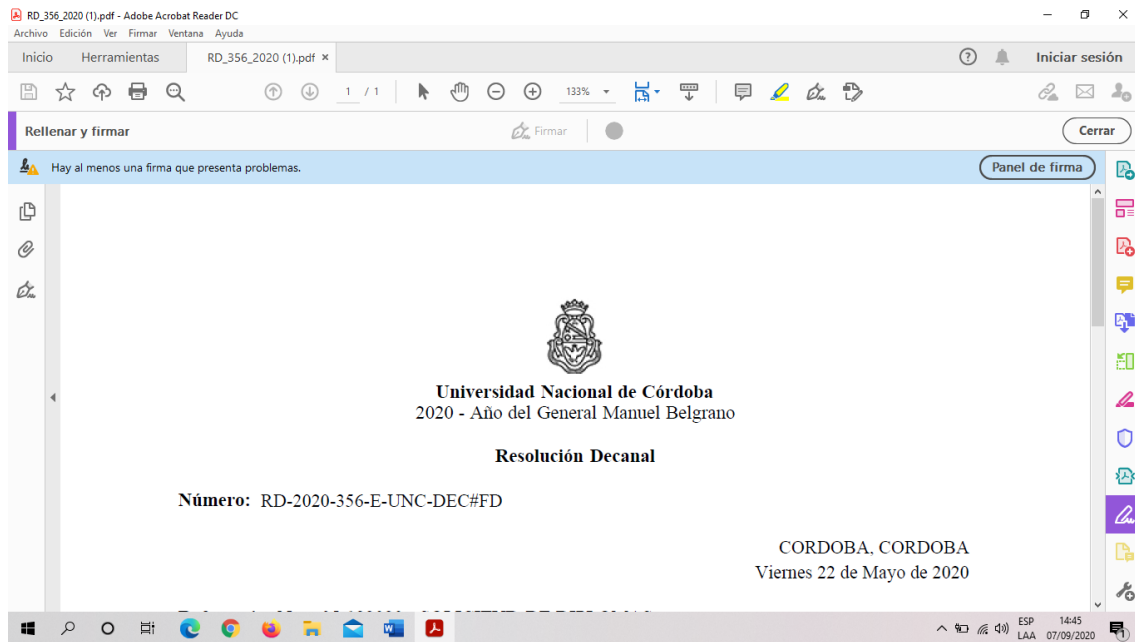 RD_356_2020 (1).pdf - Adobe Acrobat Reader DC
Archivo Edición Ver Firmar Ventana Ayuda
Inicio Herramientas RD_356_2020 (1).pdf × Iniciar sesión
1 / 1 133%
Rellenar y firmar Firmar Cerrar
Hay al menos una firma que presenta problemas. Panel de firma
Universidad Nacional de Córdoba
2020 - Año del General Manuel Belgrano
Resolución Decanal
Número: RD-2020-356-E-UNC-DEC#FD
CORDOBA, CORDOBA
Viernes 22 de Mayo de 2020
ESP 14:45
LAA 07/09/2020